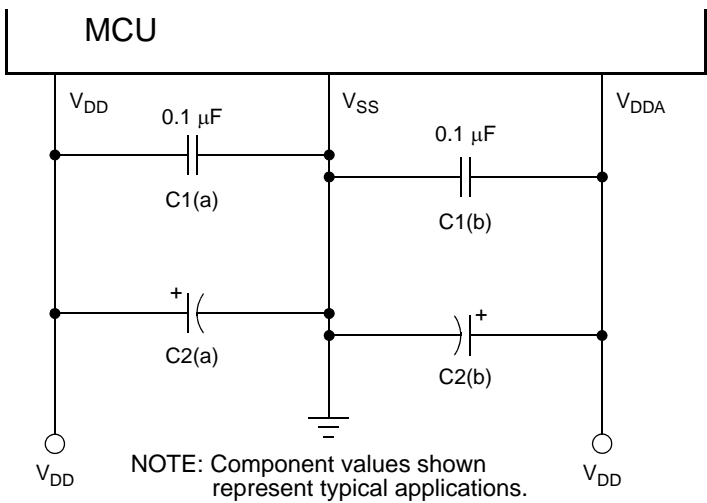 MCU
VDD
VSS
VDDA
0.1 μF
0.1 μF
C1(a)
C1(b)
+
+
C2(a)
C2(b)
VDD
VDD
NOTE: Component values shown
represent typical applications.